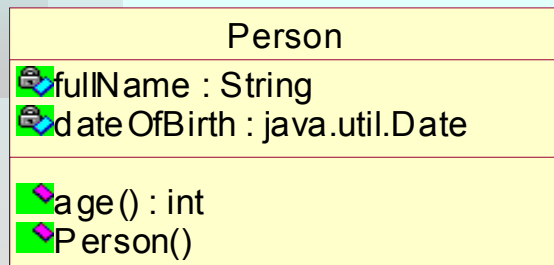 Person
fullName : String
dateOfBirth : java.util.Date
age() : int
Person()